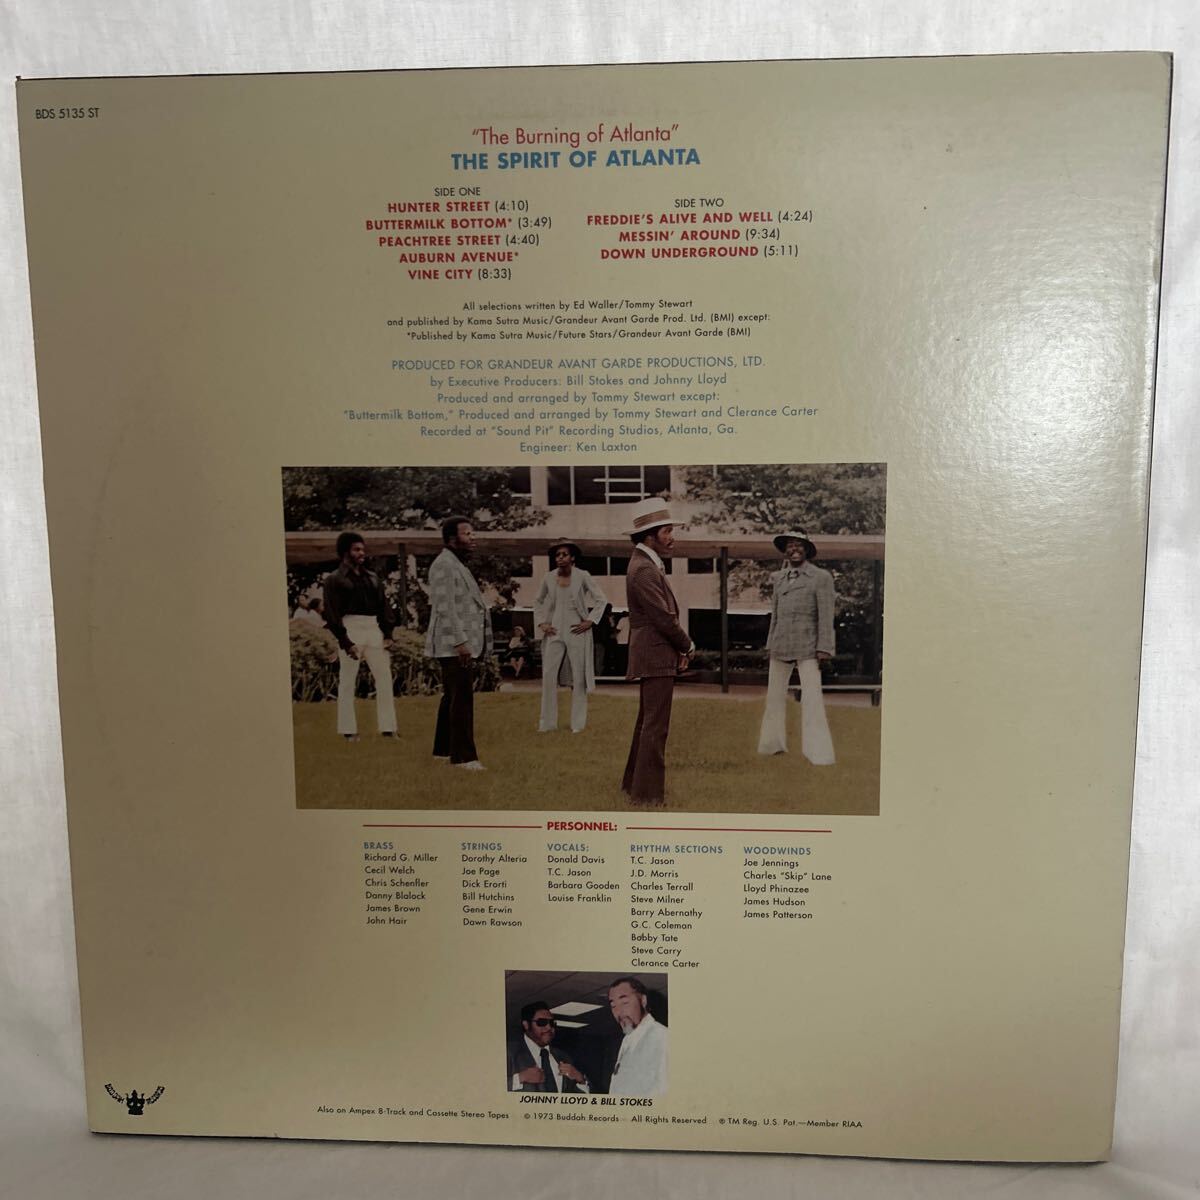 BDS 5135 ST
"The Burning of Atlanta"
THE SPIRIT OF ATLANTA
SIDE ONE
HUNTER STREET (4:10)
BUTTERMILK BOTTOM* (3:49)
PEACHTREE STREET (4:40)
AUBURN AVENUE*
VINE CITY (8:33)
SIDE TWO
FREDDIE'S ALIVE AND WELL (4:24)
MESSIN' AROUND (9:34)
DOWN UNDERGROUND (5:11)
All selections written by Ed Waller/Tommy Stewart
and published by Kama Sutra Music/Grandeur Avant Garde Prod. Ltd. (BMI) except:
*Published by Kama Sutra Music/Future Stars/Grandeur Avant Garde (BMI)
PRODUCED FOR GRANDEUR AVANT GARDE PRODUCTIONS, LTD.
by Executive Producers: Bill Stokes and Johnny Lloyd
Produced and arranged by Tommy Stewart except:
"Buttermilk Bottom," Produced and arranged by Tommy Stewart and Clerance Carter
Recorded at "Sound Pit" Recording Studios, Atlanta, Ga.
Engineer: Ken Laxton
PERSONNEL:
BRASS
Richard G. Miller
Cecil Welch
Chris Schenfler
Danny Blalock
James Brown
John Hair
STRINGS
Dorothy Alteria
Joe Page
Dick Erorti
Bill Hutchins
Gene Erwin
Dawn Rawson
VOCALS:
Donald Davis
T.C. Jason
Barbara Gooden
Louise Franklin
RHYTHM SECTIONS
T.C. Jason
J.D. Morris
Charles Terrall
Steve Milner
Barry Abernathy
G.C. Coleman
Bobby Tate
Steve Carry
Clerance Carter
WOODWINDS
Joe Jennings
Charles "Skip" Lane
Lloyd Phinazee
James Hudson
James Patterson
JOHNNY LLOYD & BILL STOKES
BUDDAH RECORDS
Also on Ampex 8-Track and Cassette Stereo Tapes © 1973 Buddah Records All Rights Reserved ® TM Reg. U.S. Pat.—Member RIAA